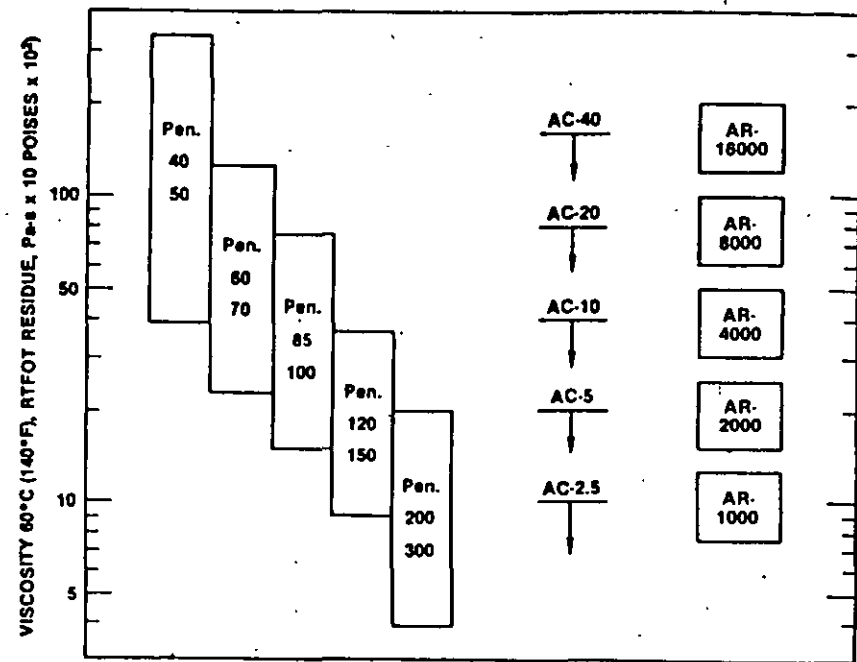 VISCOSITY 60°C (140°F), RTFOT RESIDUE, Pa-s x 10 POISES x 10²
100
50
10
5
Pen.
40
50
Pen.
60
70
Pen.
85
100
Pen.
120
150
Pen.
200
300
AC-40
AC-20
AC-10
AC-5
AC-2.5
AR-
16000
AR-
8000
AR-
4000
AR-
2000
AR-
1000